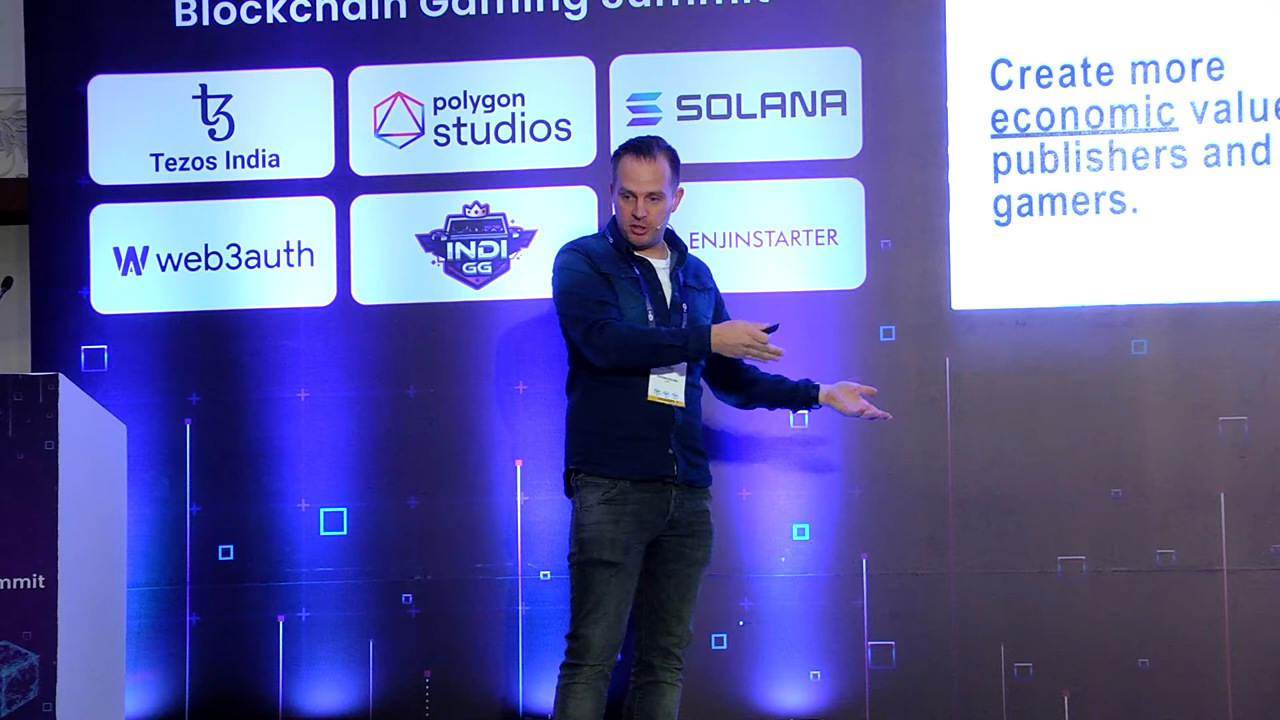 Blockchain Gaming Summit
Tezos India
polygon
studios
SOLANA
web3auth
INDI
GG
ENJINSTARTER
Create more
economic value
publishers and
gamers.
mmit